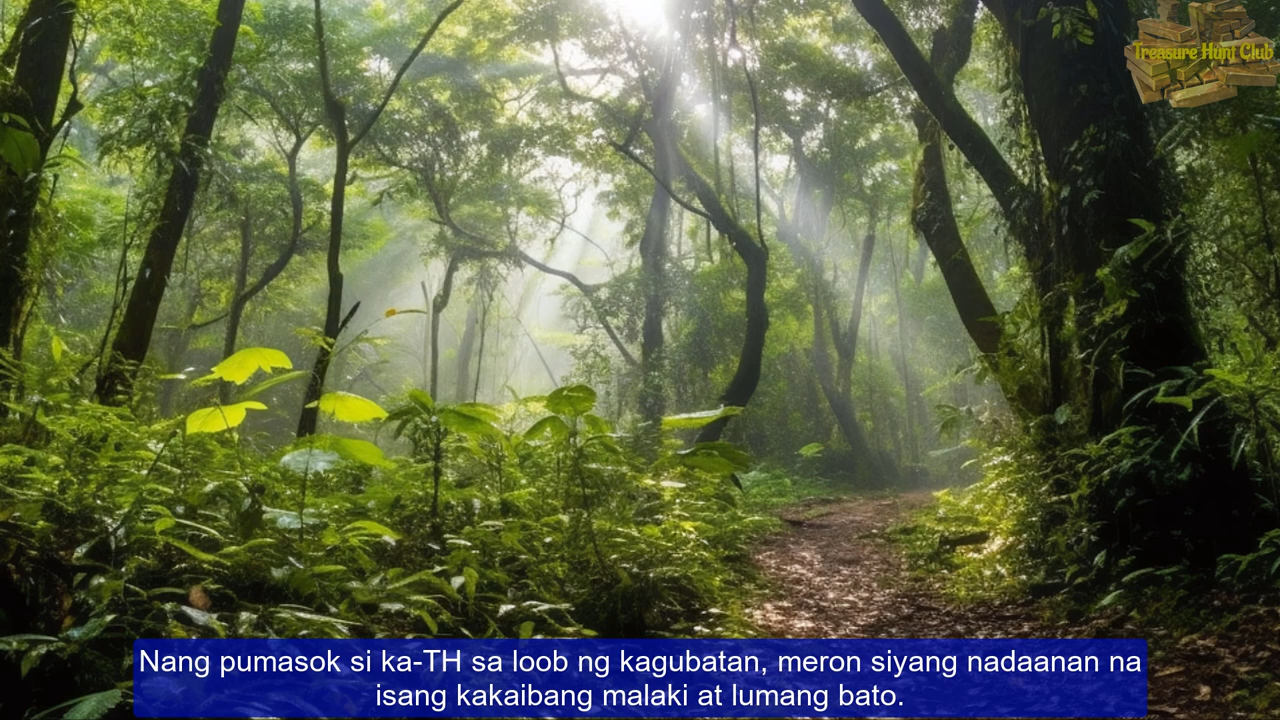 Treasure Hunt Club
Nang pumasok si ka-TH sa loob ng kagubatan, meron siyang nadaanan na
isang kakaibang malaki at lumang bato.